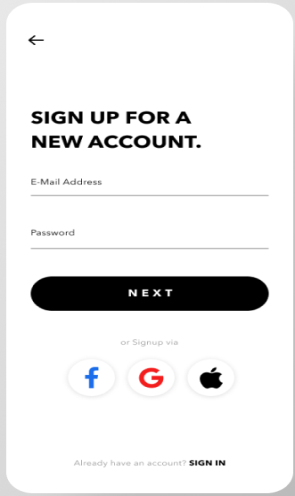 SIGN UP FOR A
NEW ACCOUNT.
E-Mail Address
Password
NEXT
or Signup via
Already have an account? SIGN IN